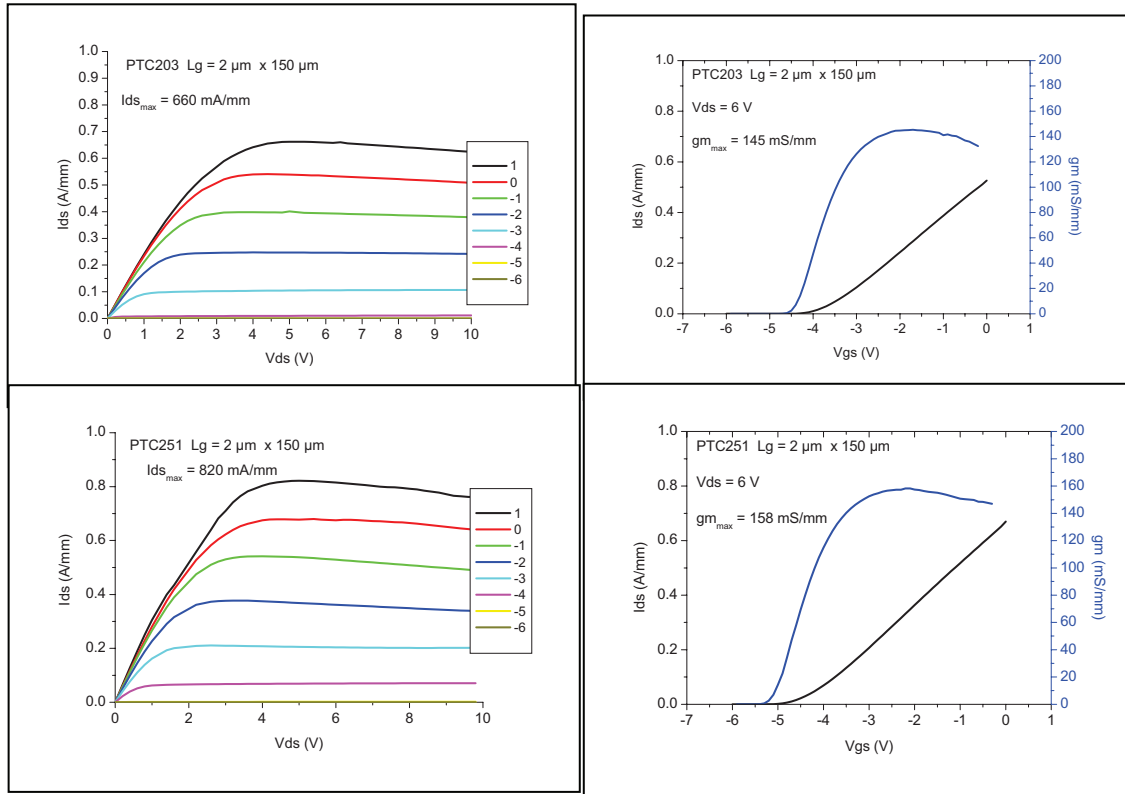 PTC203 Lg = 2 µm x 150 µm
Ids max = 660 mA/mm
1.0
0.9
0.8
0.7
0.6
0.5
0.4
0.3
0.2
0.1
0.0
Ids (A/mm)
0 1 2 3 4 5 6 7 8 9 10
Vds (V)
1
0
-1
-2
-3
-4
-5
-6
PTC203 Lg = 2 µm x 150 µm
Vds = 6 V
gm max = 145 mS/mm
1.0
0.8
0.6
0.4
0.2
0.0
Ids (A/mm)
-7 -6 -5 -4 -3 -2 -1 0 1
Vgs (V)
200
180
160
140
120
100
80
60
40
20
0
gm (mS/mm)
PTC251 Lg = 2 µm x 150 µm
Ids max = 820 mA/mm
1.0
0.8
0.6
0.4
0.2
0.0
Ids (A/mm)
0 2 4 6 8 10
Vds (V)
1
0
-1
-2
-3
-4
-5
-6
PTC251 Lg = 2 µm x 150 µm
Vds = 6 V
gm max = 158 mS/mm
1.0
0.8
0.6
0.4
0.2
0.0
Ids (A/mm)
-7 -6 -5 -4 -3 -2 -1 0 1
Vgs (V)
200
180
160
140
120
100
80
60
40
20
0
gm (mS/mm)